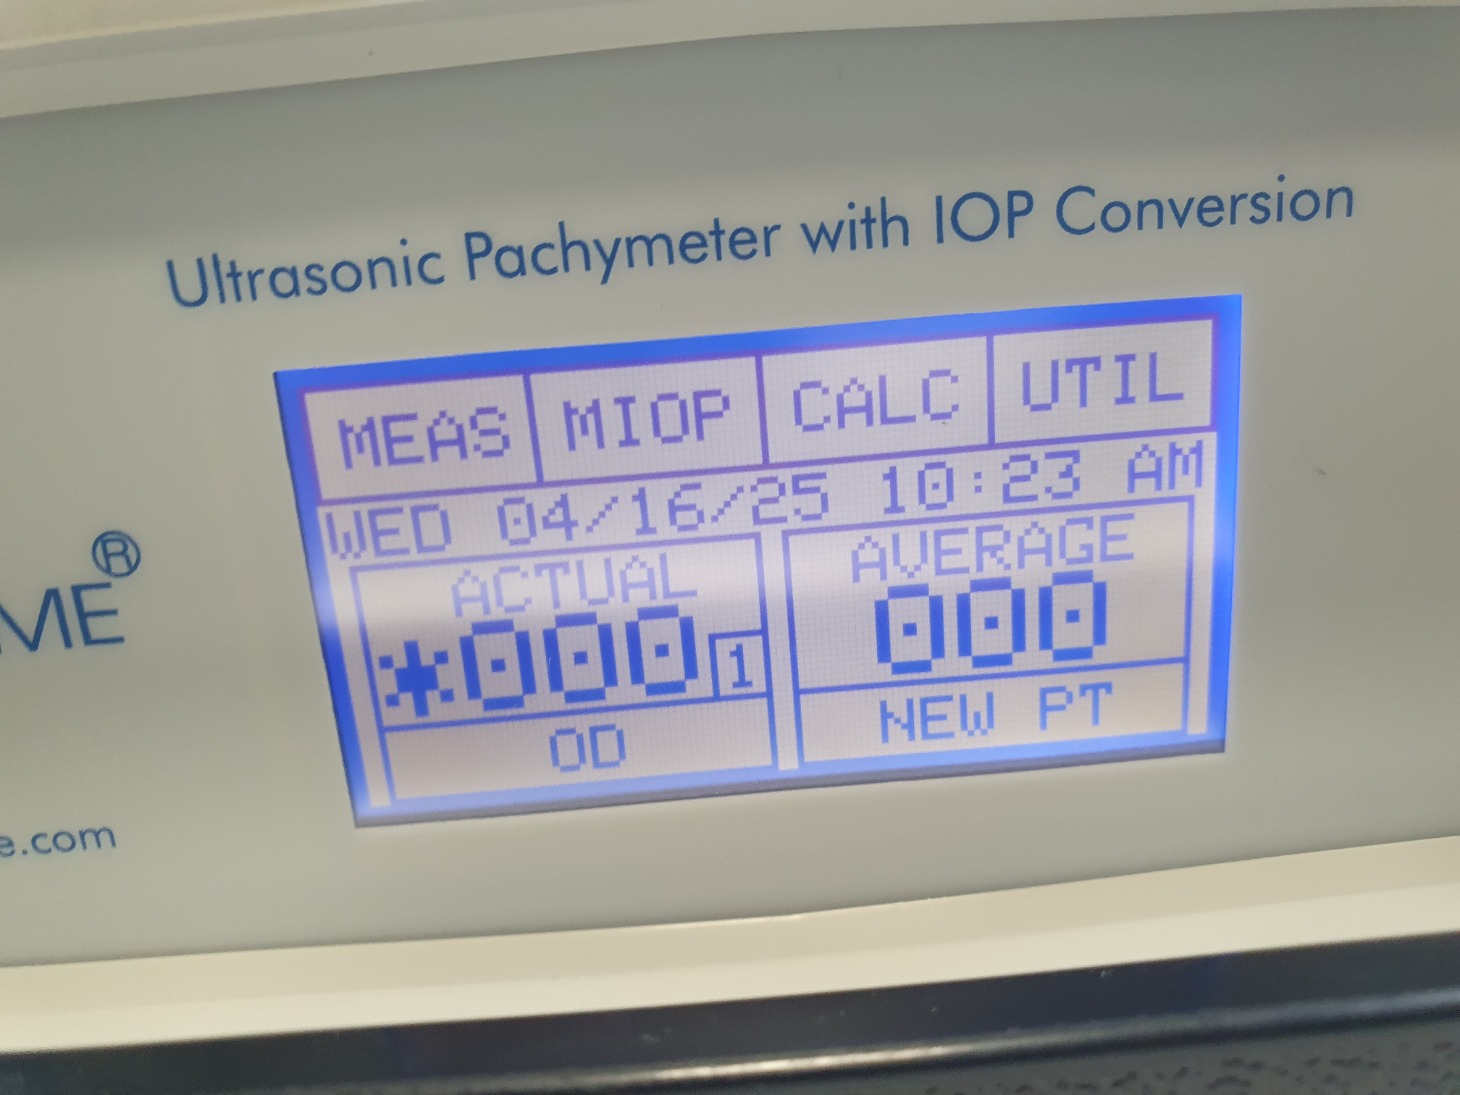 Ultrasonic Pachymeter with IOP Conversion
MEAS MIOP CALC UTIL
WED 04/16/25 10:23 AM
ACTUAL AVERAGE
*000 1 000
OD NEW PT
ME®
e.com